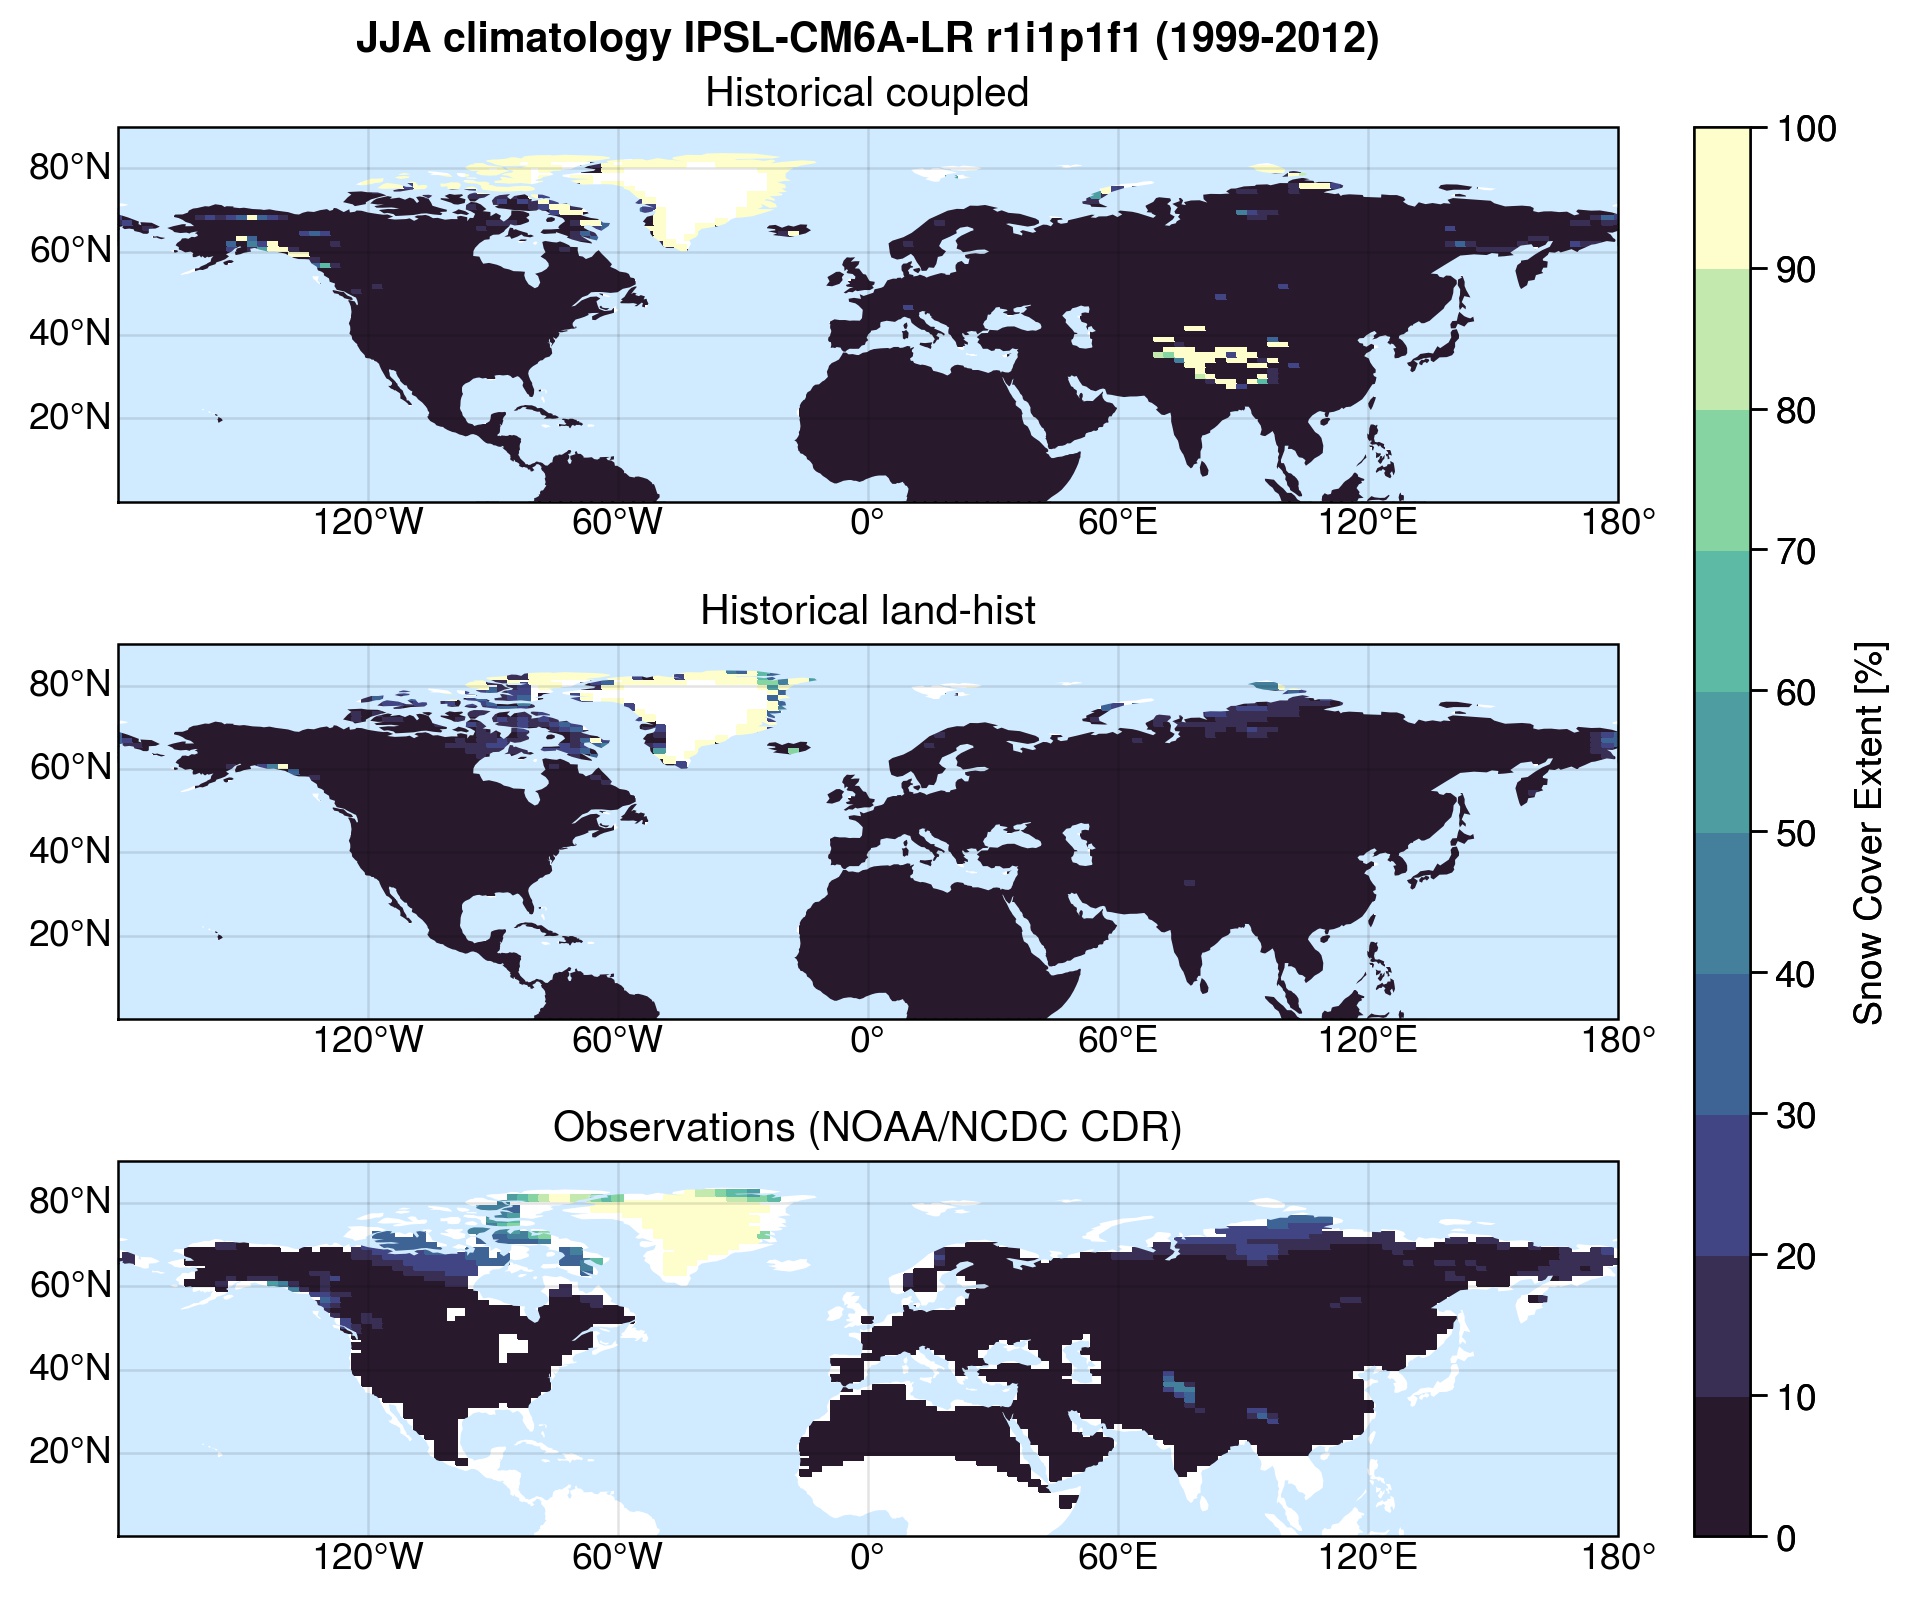 JJA climatology IPSL-CM6A-LR r1i1p1f1 (1999-2012)
Historical coupled
80°N
60°N
40°N
20°N
120°W 60°W 0° 60°E 120°E 180°
Historical land-hist
80°N
60°N
40°N
20°N
120°W 60°W 0° 60°E 120°E 180°
Observations (NOAA/NCDC CDR)
80°N
60°N
40°N
20°N
120°W 60°W 0° 60°E 120°E 180°
100
90
80
70
60
50
40
30
20
10
0
Snow Cover Extent [%]